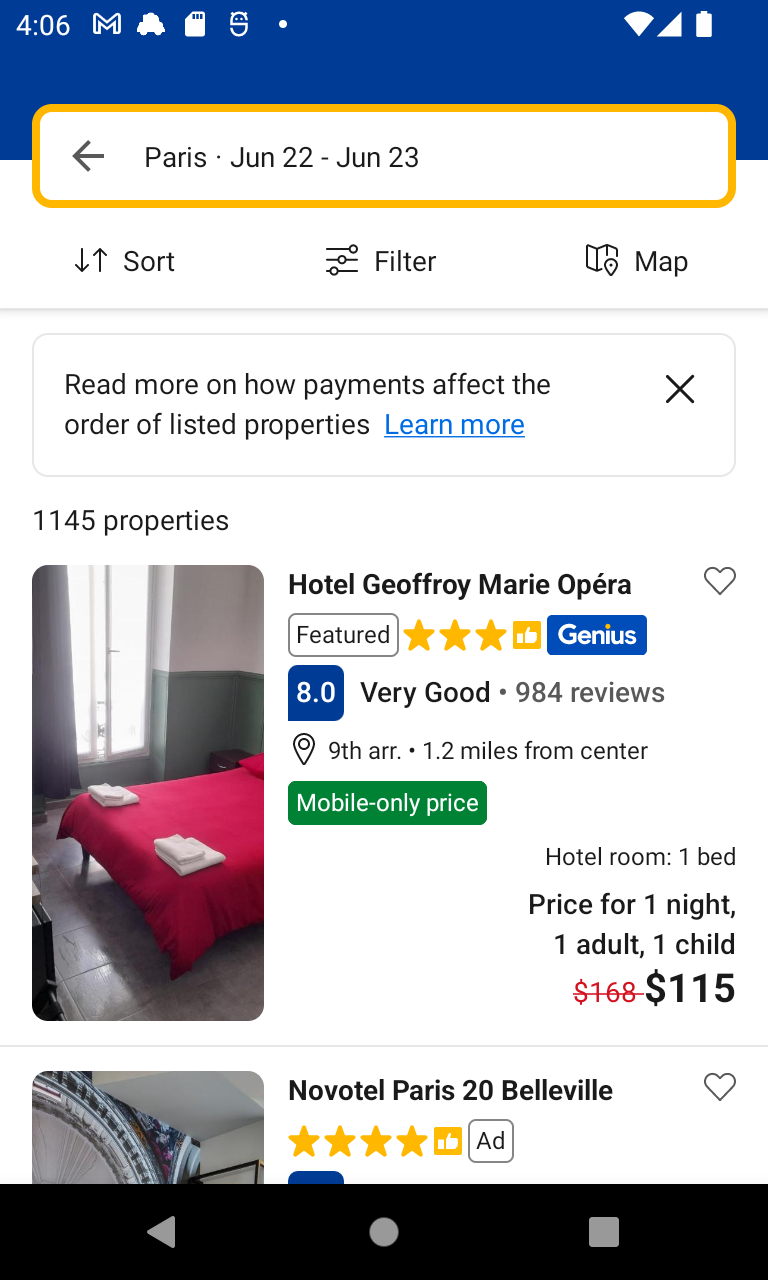 4:06
Paris · Jun 22 - Jun 23
Sort
Filter
Map
Read more on how payments affect the
order of listed properties Learn more
1145 properties
Hotel Geoffroy Marie Opéra
Featured Genius
8.0 Very Good • 984 reviews
9th arr. • 1.2 miles from center
Mobile-only price
Hotel room: 1 bed
Price for 1 night,
1 adult, 1 child
$168 $115
Novotel Paris 20 Belleville
Ad